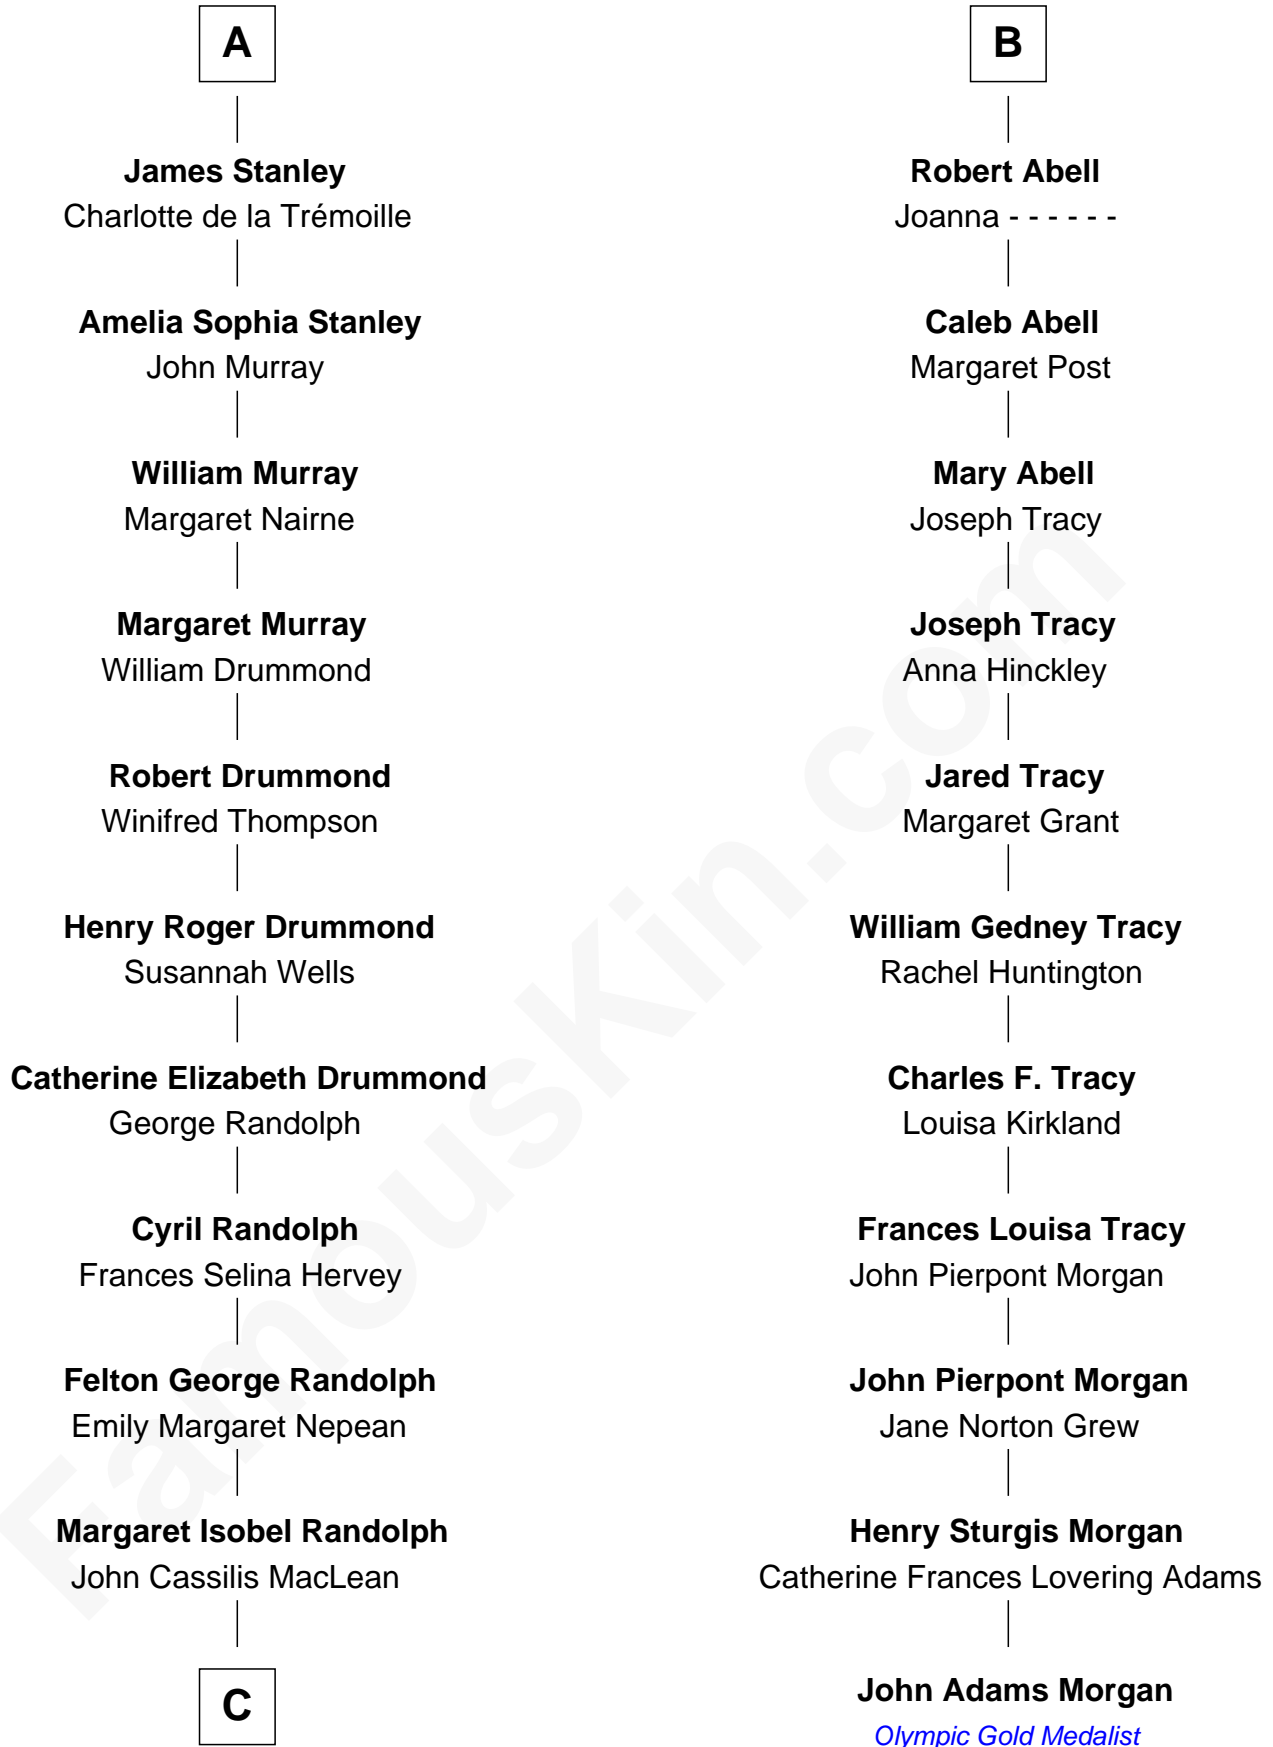 A
James Stanley
Charlotte de la Trémoille
Amelia Sophia Stanley
John Murray
William Murray
Margaret Nairne
Margaret Murray
William Drummond
Robert Drummond
Winifred Thompson
Henry Roger Drummond
Susannah Wells
Catherine Elizabeth Drummond
George Randolph
Cyril Randolph
Frances Selina Hervey
Felton George Randolph
Emily Margaret Nepean
Margaret Isobel Randolph
John Cassilis MacLean
C
B
Robert Abell
Joanna - - - - - -
Caleb Abell
Margaret Post
Mary Abell
Joseph Tracy
Joseph Tracy
Anna Hinckley
Jared Tracy
Margaret Grant
William Gedney Tracy
Rachel Huntington
Charles F. Tracy
Louisa Kirkland
Frances Louisa Tracy
John Pierpont Morgan
John Pierpont Morgan
Jane Norton Grew
Henry Sturgis Morgan
Catherine Frances Lovering Adams
John Adams Morgan
Olympic Gold Medalist
FamousKin.com